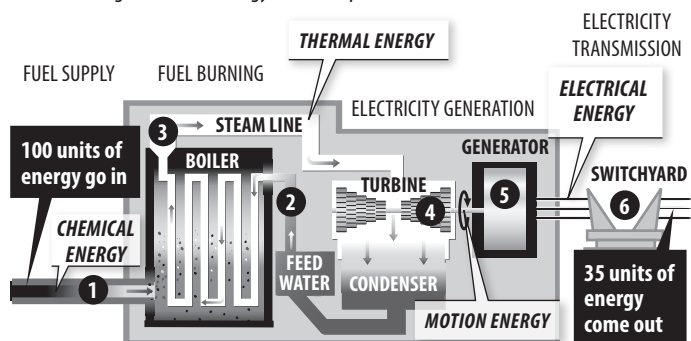 ELECTRICITY
TRANSMISSION
FUEL SUPPLY
FUEL BURNING
THERMAL ENERGY
ELECTRICITY GENERATION
ELECTRICAL
ENERGY
3
STEAM LINE
GENERATOR
100 units of
energy go in
BOILER
SWITCHYARD
TURBINE
2
4
5
6
CHEMICAL
ENERGY
1
FEED
WATER
CONDENSER
MOTION ENERGY
35 units of
energy
come out